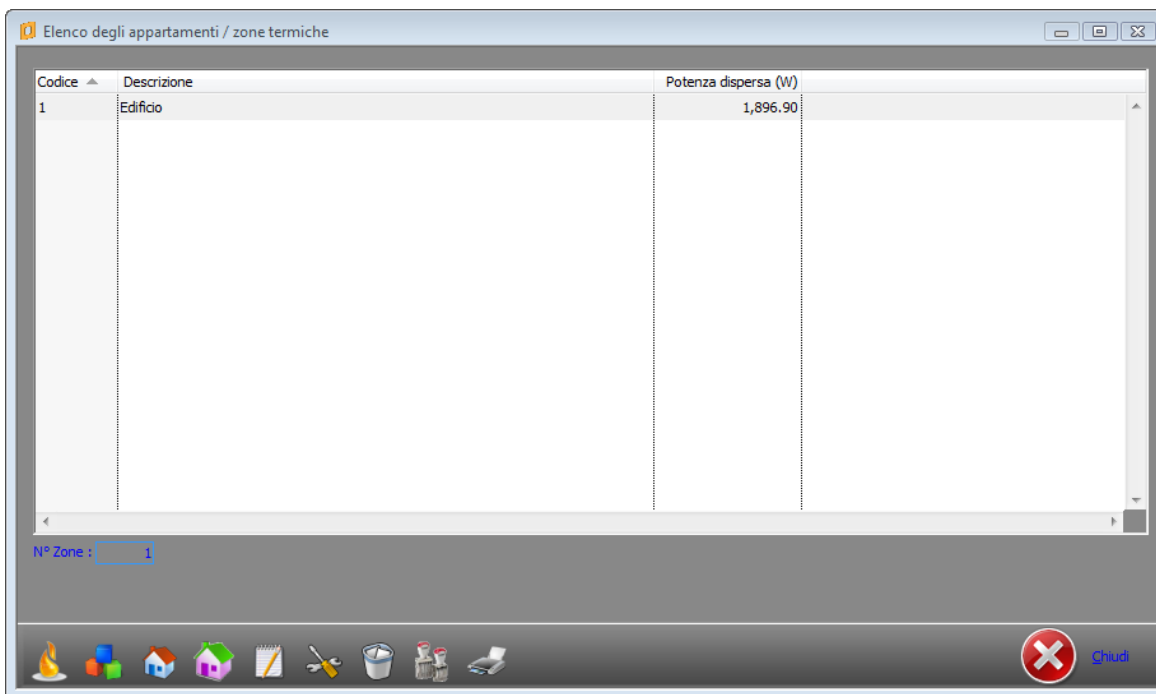 Elenco degli appartamenti / zone termiche
Codice Descrizione Potenza dispersa (W)
1 Edificio 1,896.90
N° Zone : 1
Chiudi